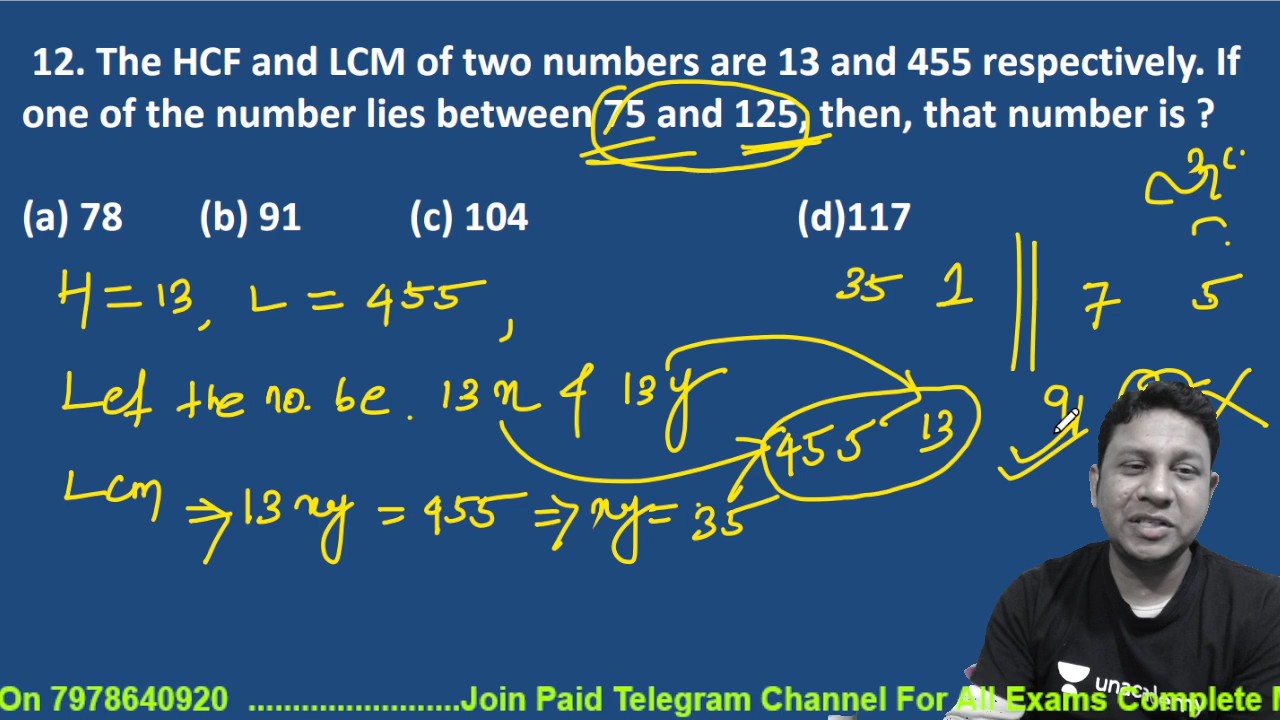 12. The HCF and LCM of two numbers are 13 and 455 respectively. If
one of the number lies between 75 and 125, then, that number is ?
(a) 78 (b) 91 (c) 104 (d)117
H = 13, L = 455,
35 1 7 5
Let the no. be. 13x & 13y
455 13 91
Lcm ⇒ 13xy = 455 ⇒ xy = 35
unacademy
On 7978640920 ........................Join Paid Telegram Channel For All Exams Complete